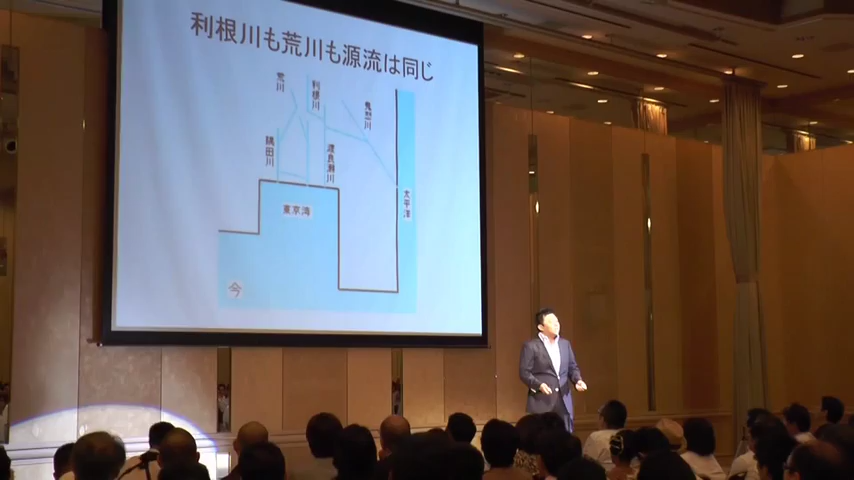 利根川も荒川も源流は同じ
荒川
利根川
鬼怒川
隅田川
渡良瀬川
太平洋
東京湾
今